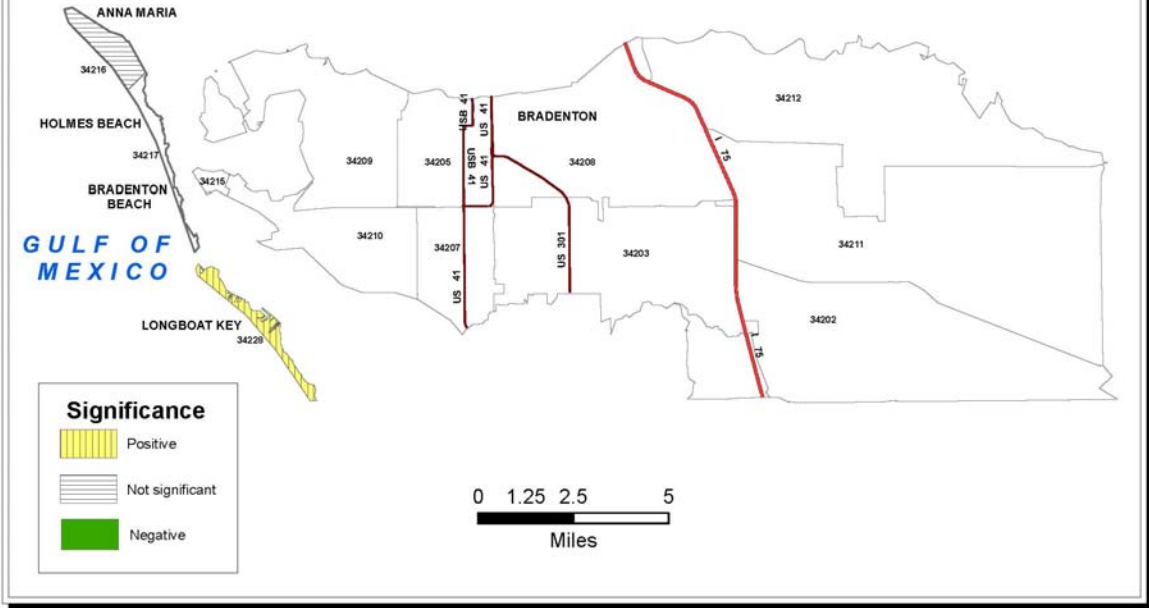 ANNA MARIA
34216
HOLMES BEACH
34217
BRADENTON
BEACH
GULF OF
MEXICO
LONGBOAT KEY
34228
34215
34209
34210
34205
34207
USB 41
US 41
USB 41
US 41
US 41
BRADENTON
34208
US 301
34203
34212
I 75
34211
34202
I 75
Significance
Positive
Not significant
Negative
0 1.25 2.5 5
Miles